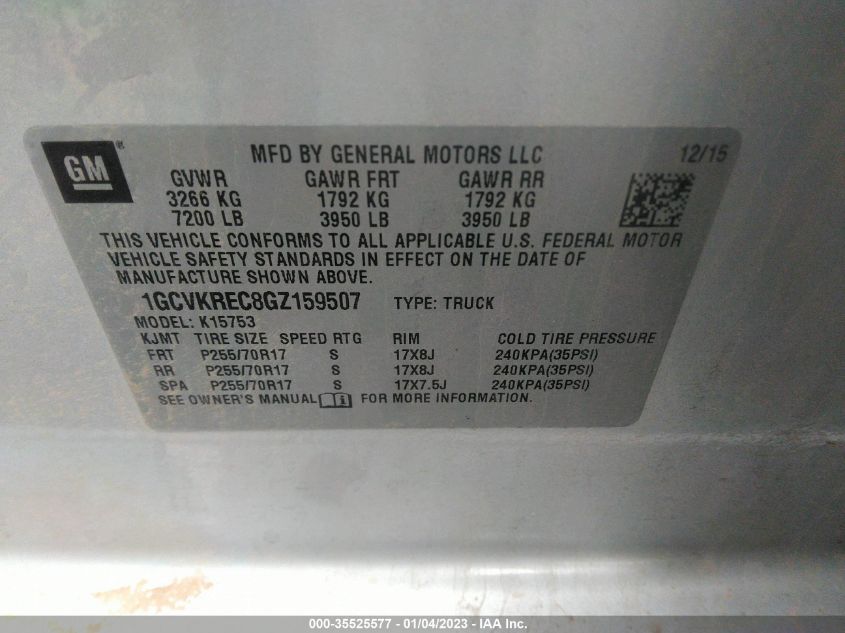 GM ®
MFD BY GENERAL MOTORS LLC 12/15
GVWR GAWR FRT GAWR RR
3266 KG 1792 KG 1792 KG
7200 LB 3950 LB 3950 LB
THIS VEHICLE CONFORMS TO ALL APPLICABLE U.S. FEDERAL MOTOR
VEHICLE SAFETY STANDARDS IN EFFECT ON THE DATE OF
MANUFACTURE SHOWN ABOVE.
1GCVKREC8GZ159507 TYPE: TRUCK
MODEL: K15753
KJMT TIRE SIZE SPEED RTG RIM COLD TIRE PRESSURE
FRT P255/70R17 S 17X8J 240KPA(35PSI)
RR P255/70R17 S 17X8J 240KPA(35PSI)
SPA P255/70R17 S 17X7.5J 240KPA(35PSI)
SEE OWNER'S MANUAL i FOR MORE INFORMATION.
000-35525577 - 01/04/2023 - IAA Inc.